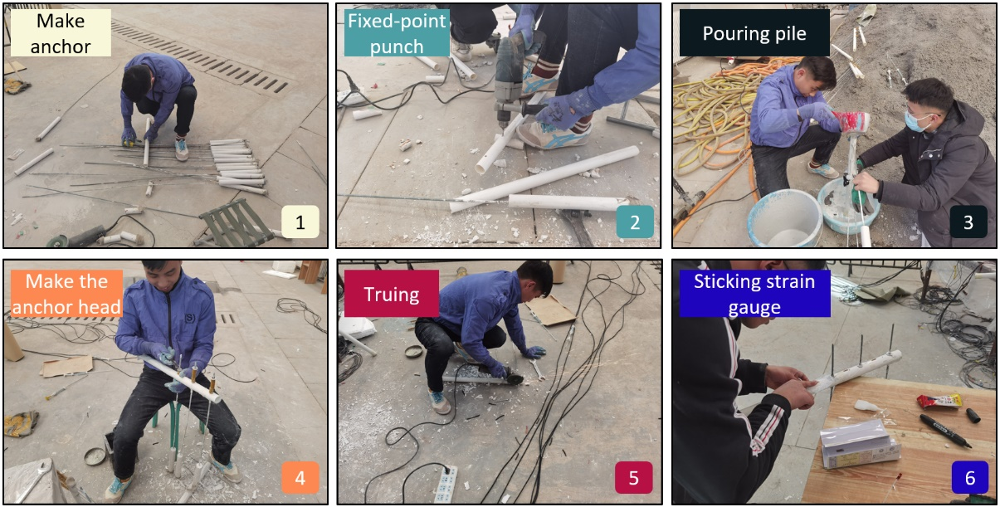 Make
anchor
1
Fixed-point
punch
2
Pouring pile
3
Make the
anchor head
4
Truing
5
Sticking strain
gauge
6